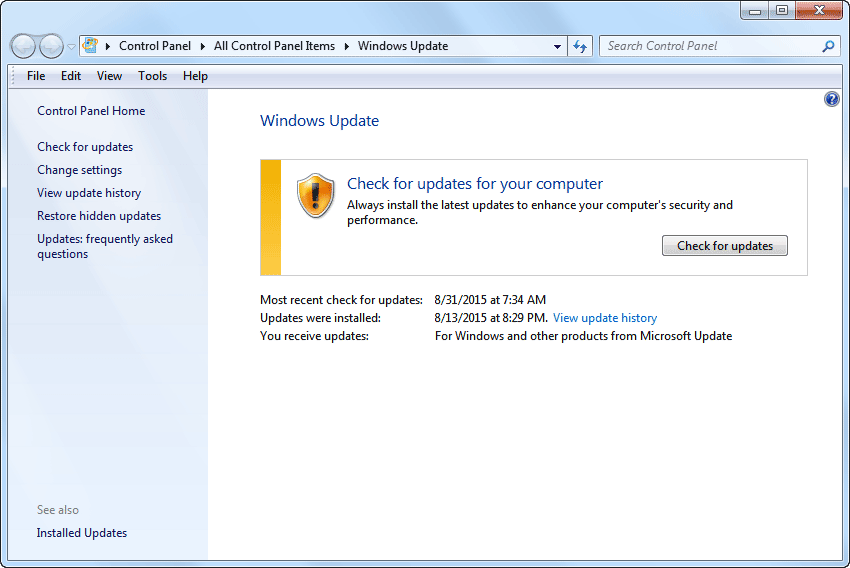 Control Panel All Control Panel Items Windows Update Search Control Panel
File Edit View Tools Help
Control Panel Home
Check for updates
Change settings
View update history
Restore hidden updates
Updates: frequently asked
questions
Windows Update
Check for updates for your computer
Always install the latest updates to enhance your computer's security and
performance.
Check for updates
Most recent check for updates: 8/31/2015 at 7:34 AM
Updates were installed: 8/13/2015 at 8:29 PM. View update history
You receive updates: For Windows and other products from Microsoft Update
See also
Installed Updates